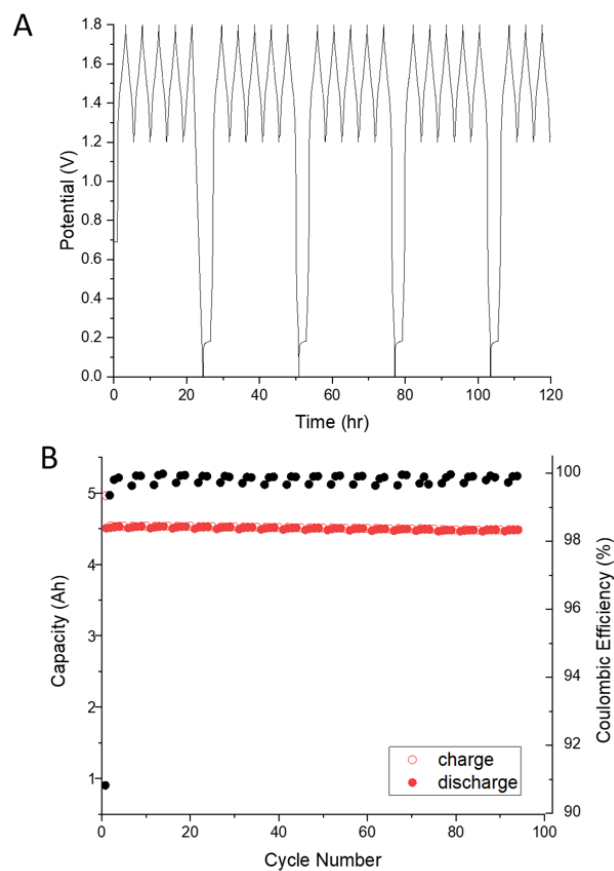 A
1.8
1.6
1.4
1.2
1.0
0.8
0.6
0.4
0.2
0.0
Potential (V)
0 20 40 60 80 100 120
Time (hr)
B
5
4
3
2
1
Capacity (Ah)
100
98
96
94
92
90
Coulombic Efficiency (%)
charge
discharge
0 20 40 60 80 100
Cycle Number